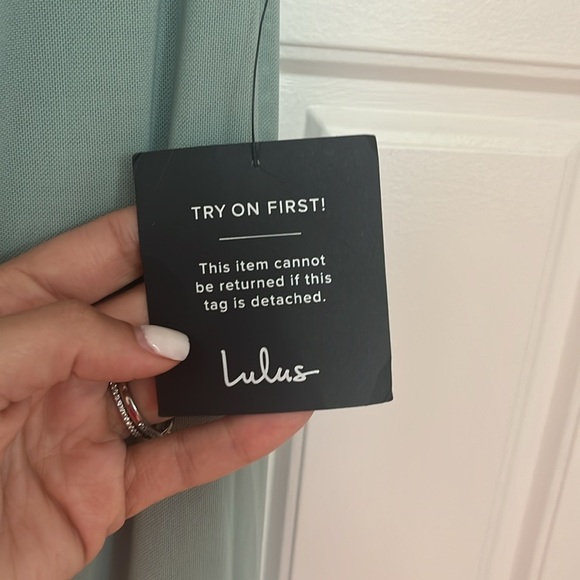 TRY ON FIRST!
This item cannot
be returned if this
tag is detached.
Lulus